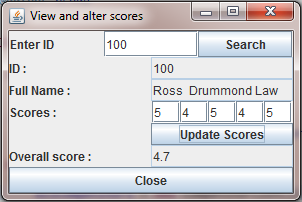 View and alter scores
Enter ID 100 Search
ID : 100
Full Name : Ross Drummond Law
Scores : 5 4 5 4 5
Update Scores
Overall score : 4.7
Close